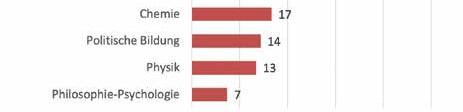 Chemie 17
Politische Bildung 14
Physik 13
Philosophie-Psychologie 7